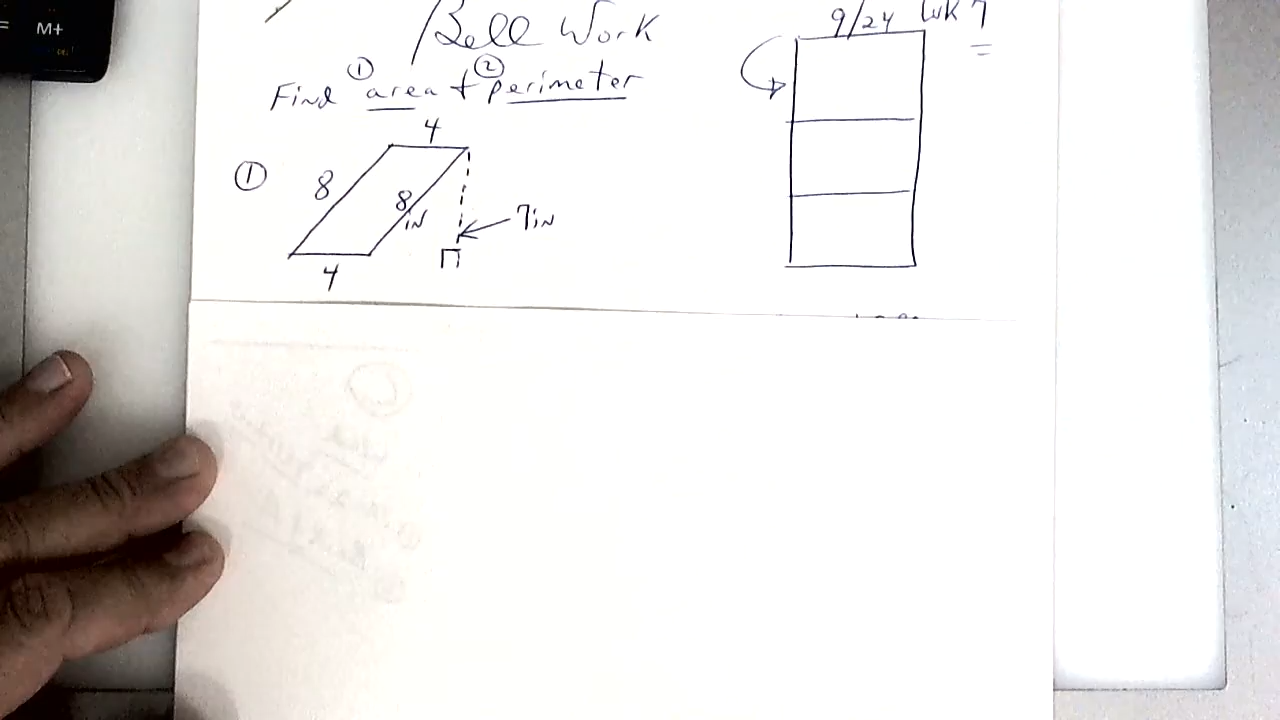 = M+
Bell Work
9/24 Wk 7
Find ① area + ② perimeter
①
4
8
8 in
7in
4